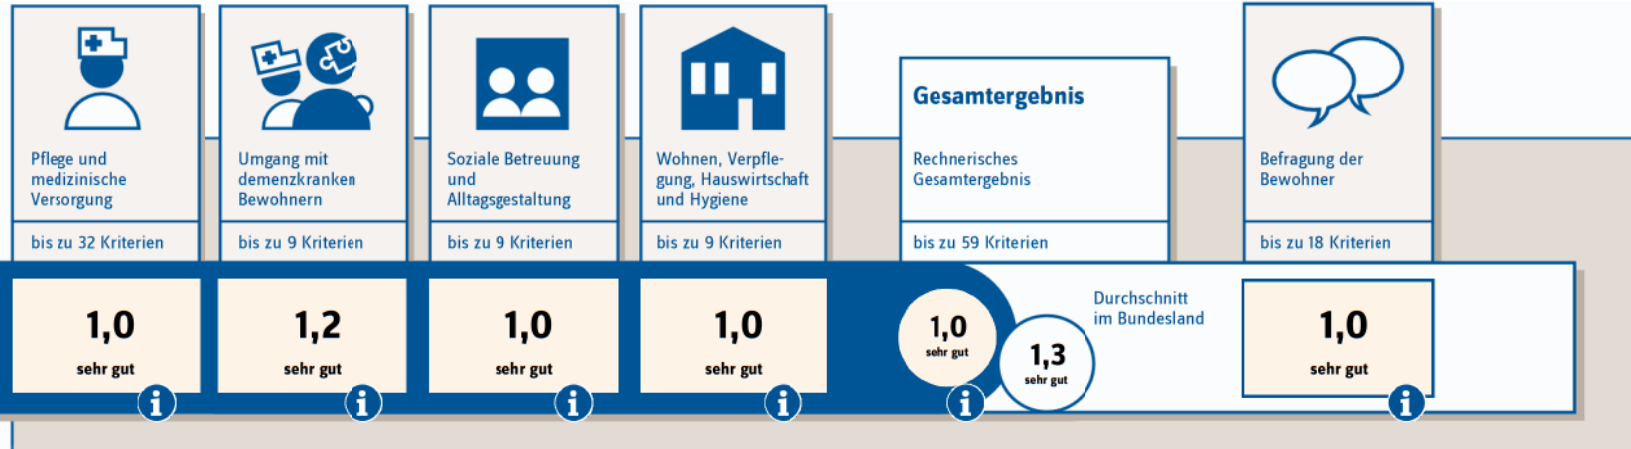 Pflege und
medizinische
Versorgung
bis zu 32 Kriterien
1,0
sehr gut
i
Umgang mit
demenzkranken
Bewohnern
bis zu 9 Kriterien
1,2
sehr gut
i
Soziale Betreuung
und
Alltagsgestaltung
bis zu 9 Kriterien
1,0
sehr gut
i
Wohnen, Verpfle-
gung, Hauswirtschaft
und Hygiene
bis zu 9 Kriterien
1,0
sehr gut
i
Gesamtergebnis
Rechnerisches
Gesamtergebnis
bis zu 59 Kriterien
1,0
sehr gut
i
1,3
sehr gut
Durchschnitt
im Bundesland
Befragung der
Bewohner
bis zu 18 Kriterien
1,0
sehr gut
i